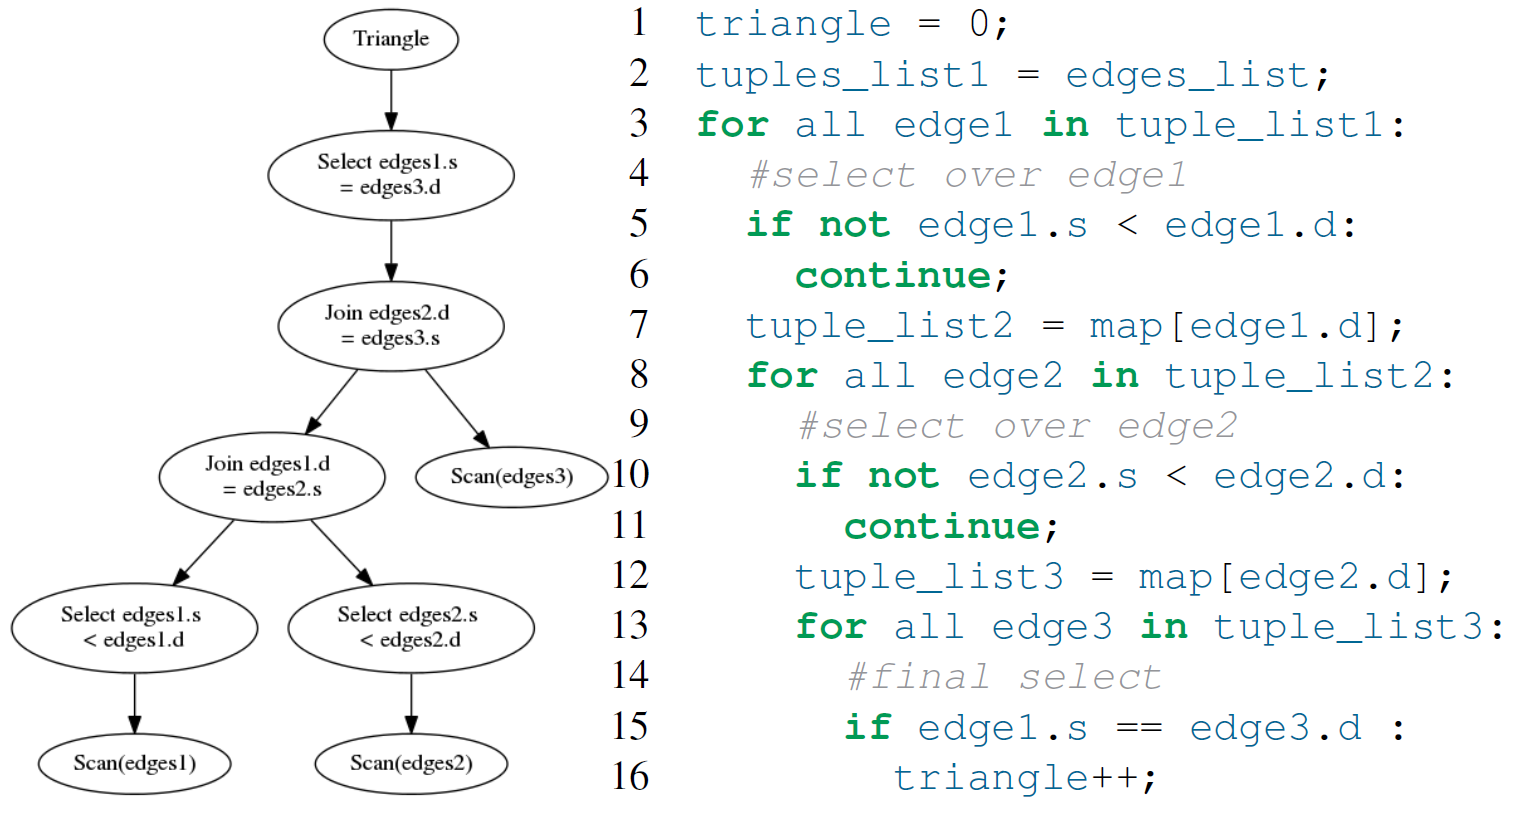 Triangle
Select edges1.s
= edges3.d
Join edges2.d
= edges3.s
Join edges1.d
= edges2.s
Scan(edges3)
Select edges1.s
< edges1.d
Select edges2.s
< edges2.d
Scan(edges1)
Scan(edges2)
1 triangle = 0;
2 tuples_list1 = edges_list;
3 for all edge1 in tuple_list1:
4 #select over edge1
5 if not edge1.s < edge1.d:
6 continue;
7 tuple_list2 = map[edge1.d];
8 for all edge2 in tuple_list2:
9 #select over edge2
10 if not edge2.s < edge2.d:
11 continue;
12 tuple_list3 = map[edge2.d];
13 for all edge3 in tuple_list3:
14 #final select
15 if edge1.s == edge3.d :
16 triangle++;